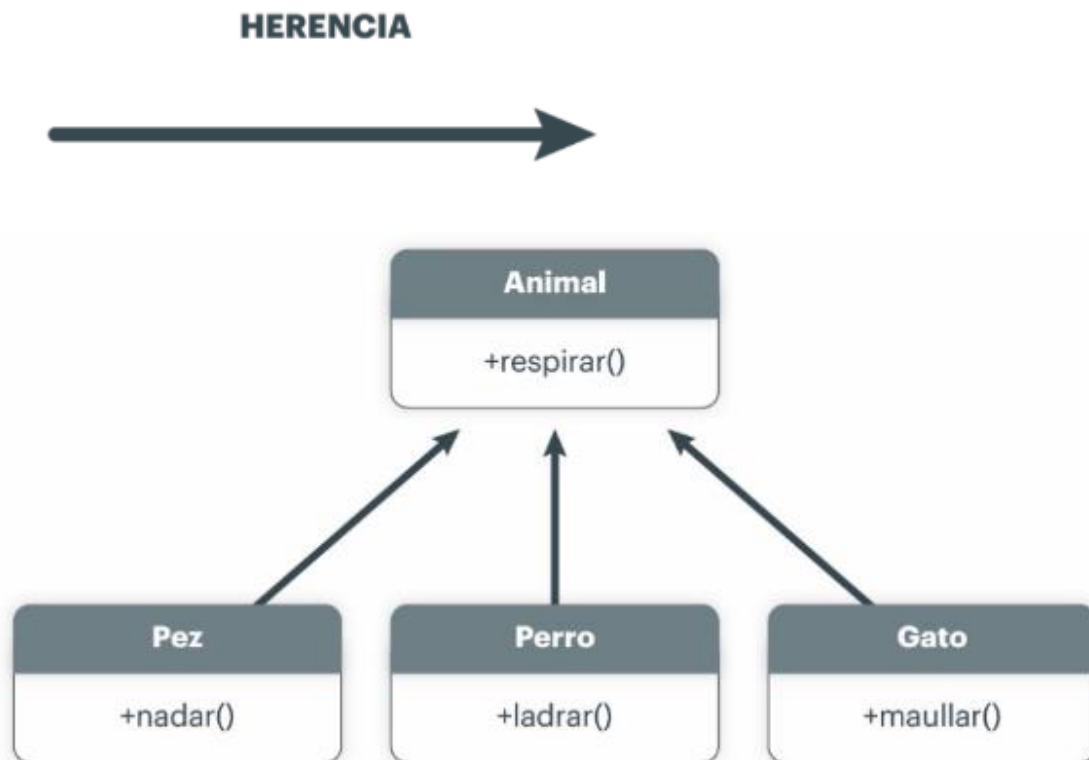 HERENCIA
Animal
+respirar()
Pez
+nadar()
Perro
+ladrar()
Gato
+maullar()